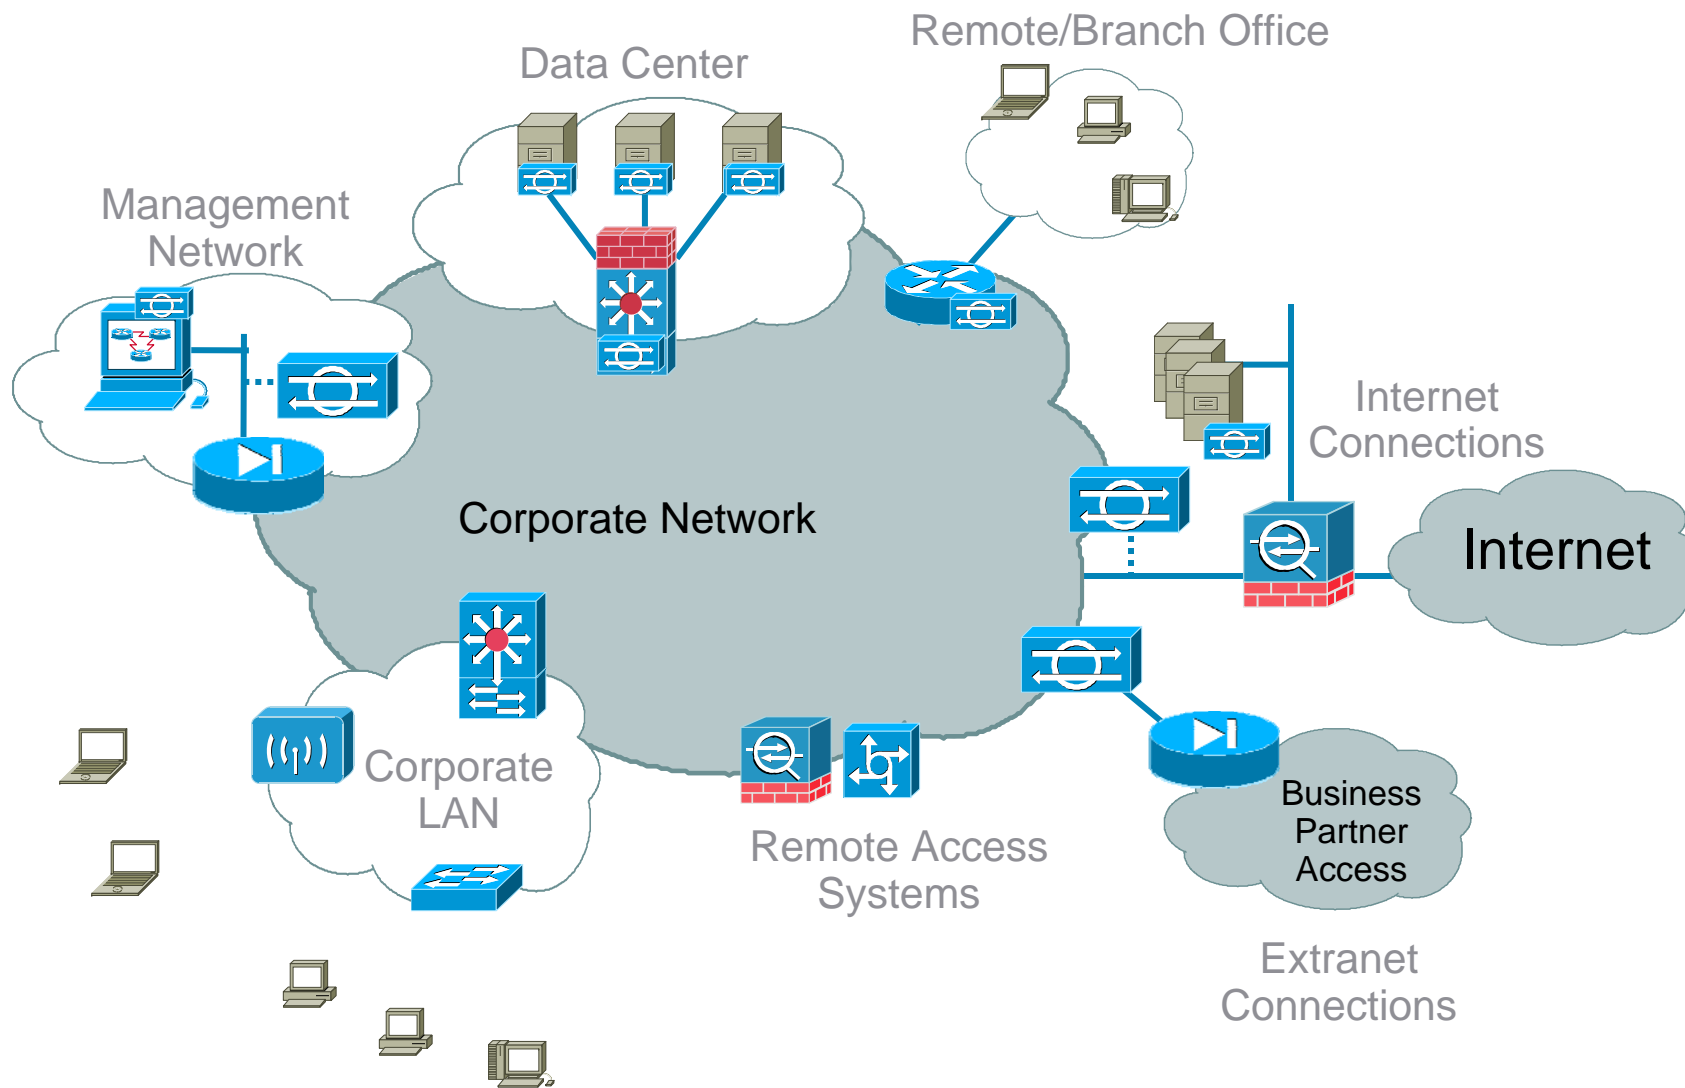 Remote/Branch Office
Data Center
Management
Network
Internet
Connections
Corporate Network
Internet
Corporate
LAN
Business
Partner
Access
Remote Access
Systems
Extranet
Connections